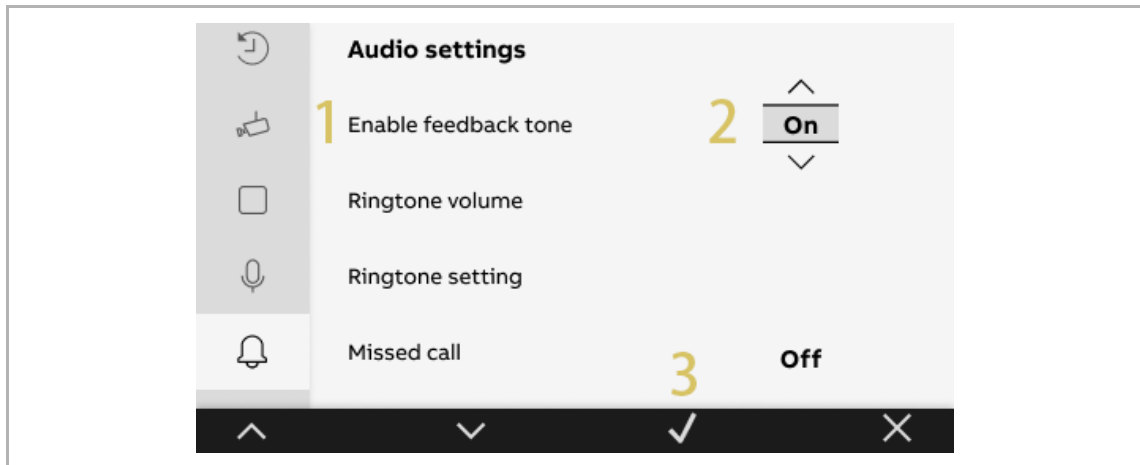 Audio settings
1 Enable feedback tone 2 On
Ringtone volume
Ringtone setting
Missed call 3 Off